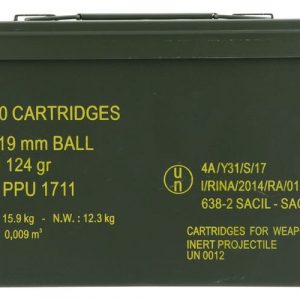 0 CARTRIDGES
19 mm BALL
124 gr
PPU 1711
15.9 kg - N.W.: 12.3 kg
0,009 m³
un
4A/Y31/S/17
I/RINA/2014/RA/01
638-2 SACIL - SAC
CARTRIDGES FOR WEAP
INERT PROJECTILE
UN 0012